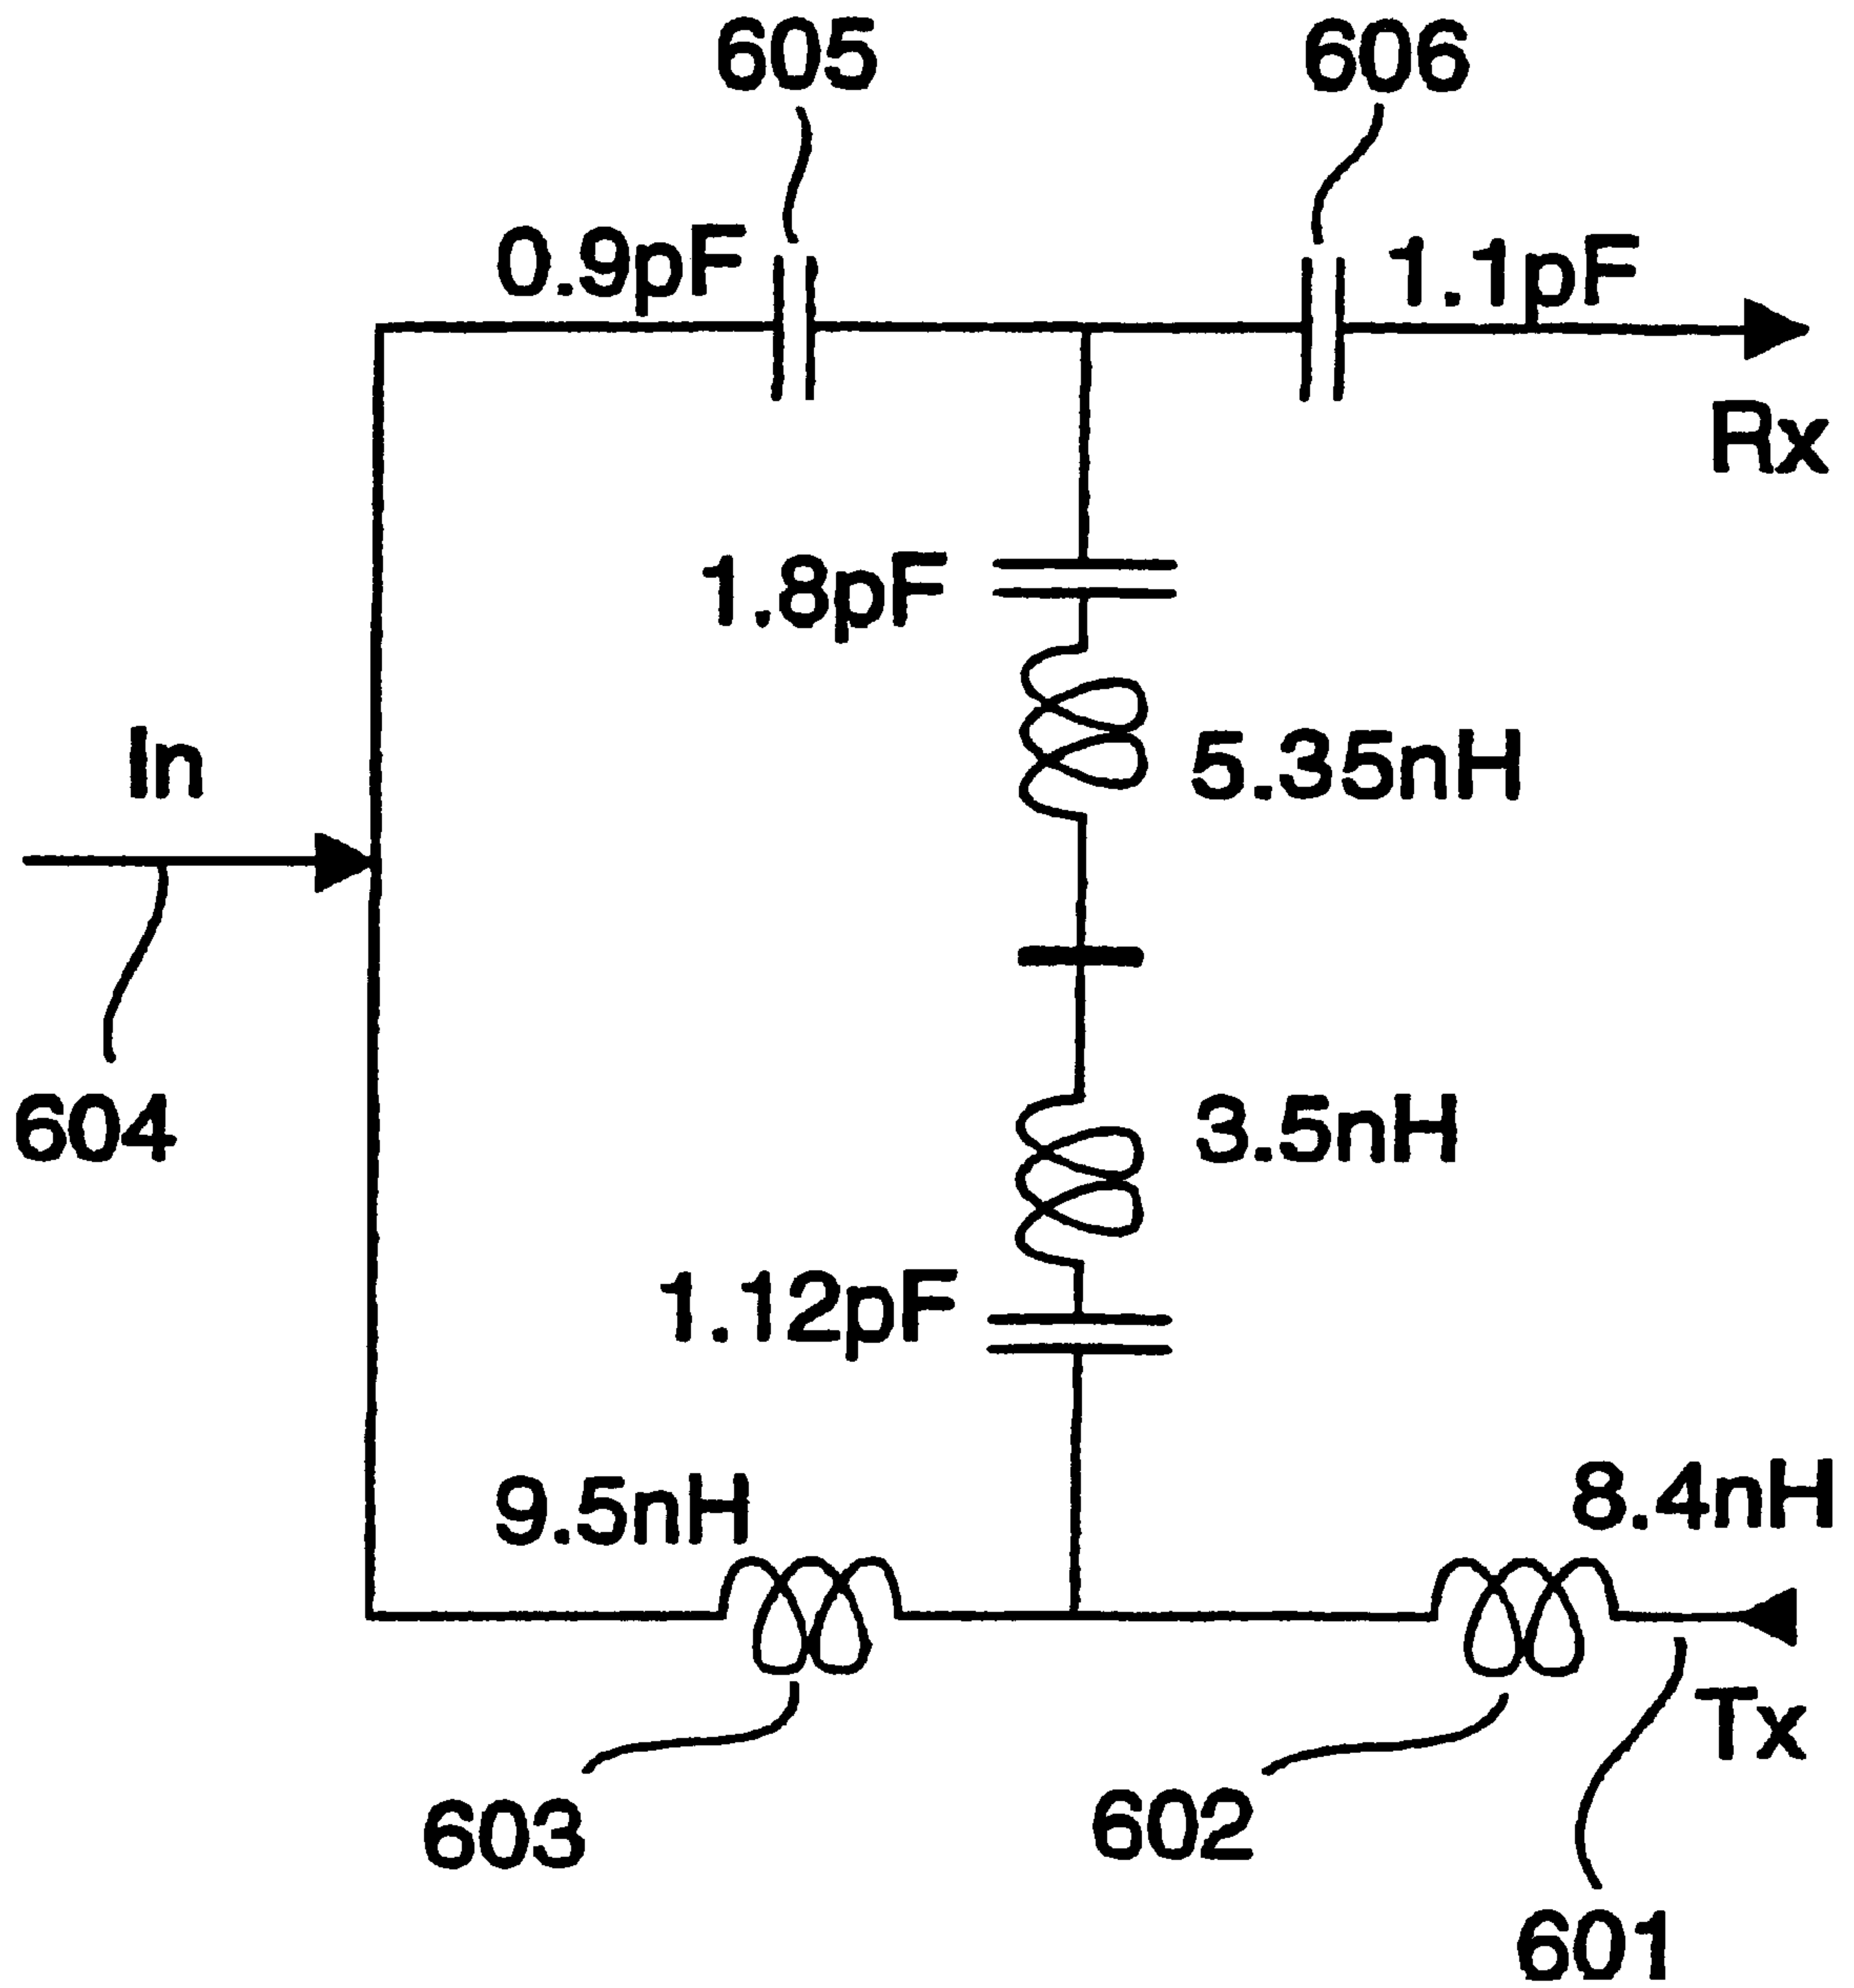 605
606
0.9pF
1.1pF
Rx
1.8pF
In
5.35nH
604
3.5nH
1.12pF
9.5nH
8.4nH
Tx
603
602
601